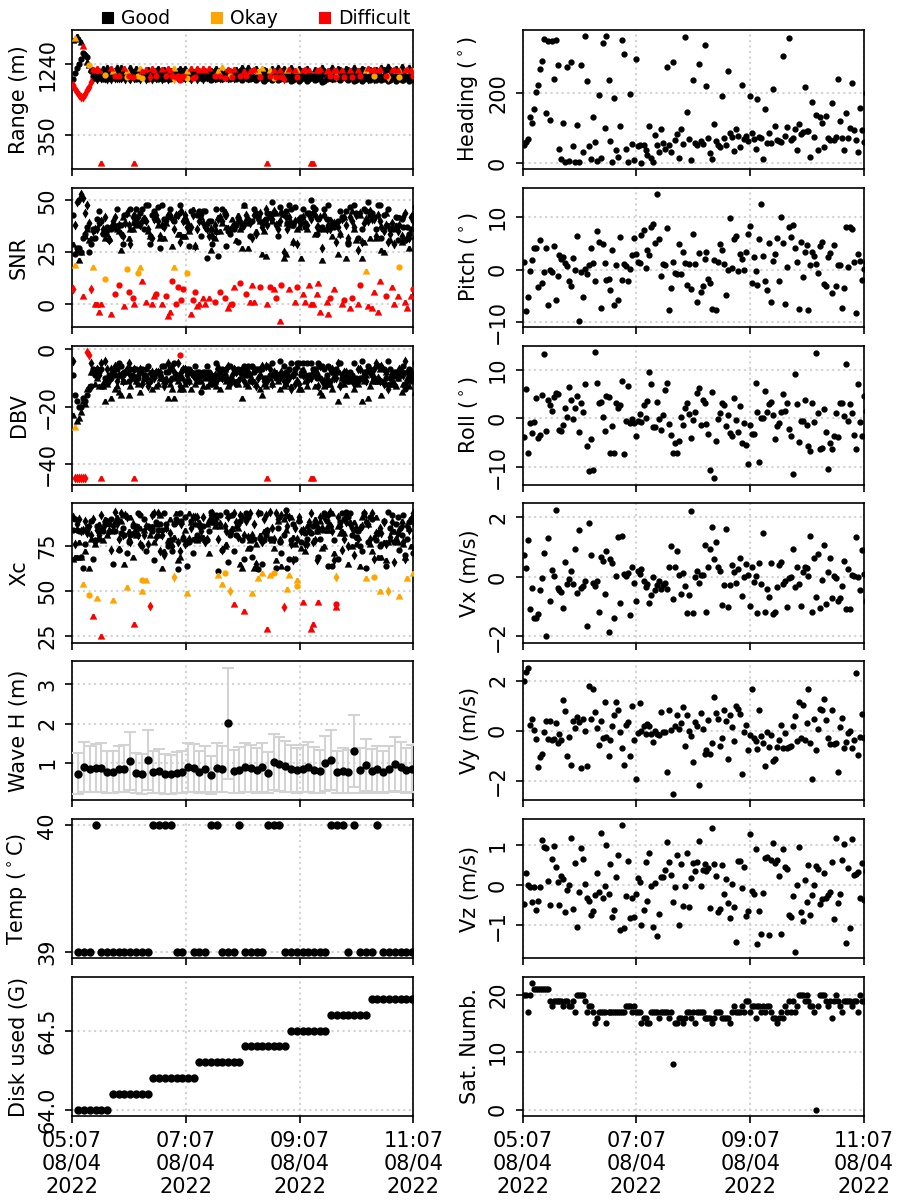 Good Okay Difficult
Range (m)
1240
350
Heading (°)
200
0
SNR
50
25
0
Pitch (°)
10
0
−10
DBV
0
−20
−40
Roll (°)
10
0
−10
Xc
75
50
25
Vx (m/s)
2
0
−2
Wave H (m)
3
2
1
Vy (m/s)
2
0
−2
Temp (°C)
40
39
Vz (m/s)
1
0
−1
Disk used (G)
64.5
64.0
Sat. Numb.
20
10
0
05:07 07:07 09:07 11:07
08/04 08/04 08/04 08/04
2022 2022 2022 2022
05:07 07:07 09:07 11:07
08/04 08/04 08/04 08/04
2022 2022 2022 2022